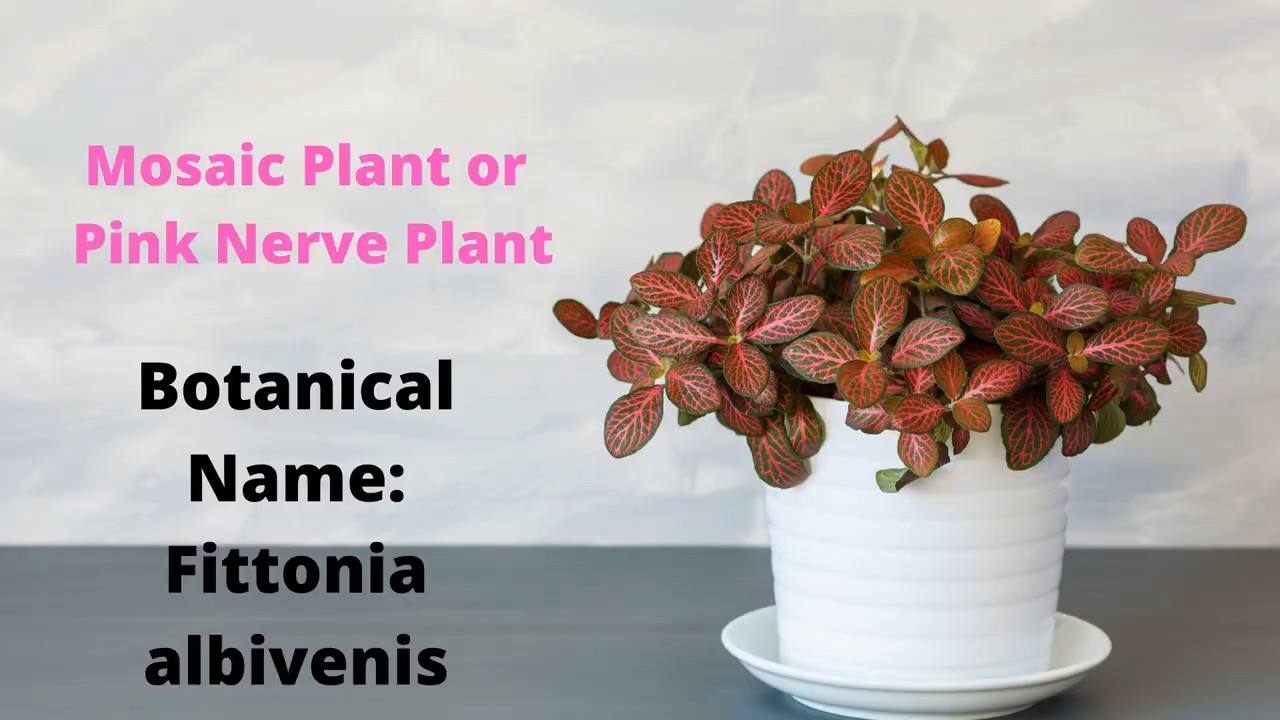 Mosaic Plant or
Pink Nerve Plant
Botanical
Name:
Fittonia
albivenis